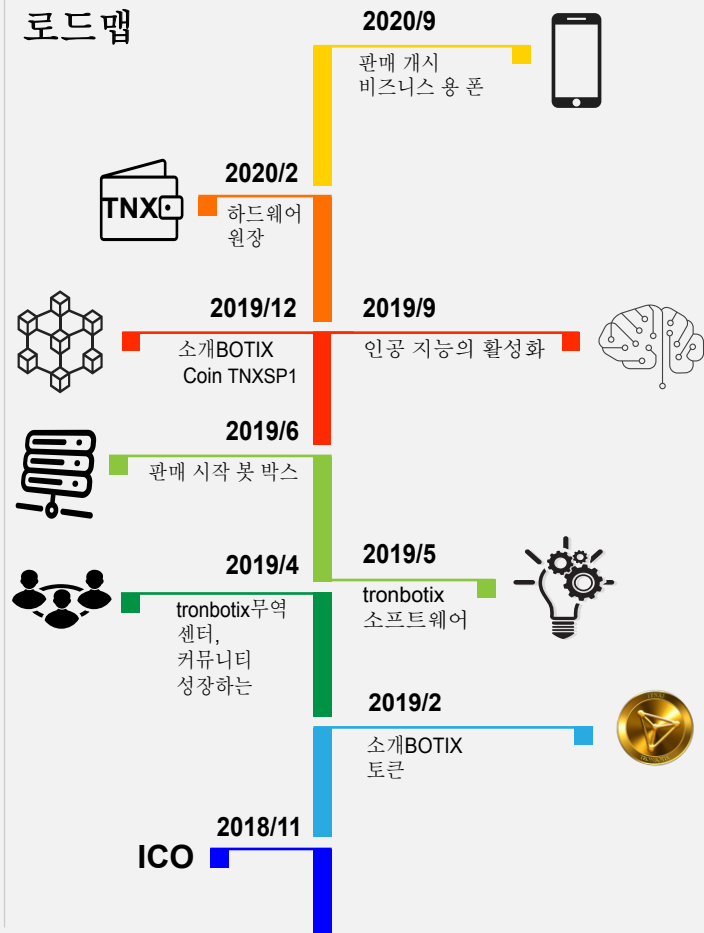 로드맵
2020/9
판매 개시
비즈니스 용 폰
2020/2
TNX
하드웨어
원장
2019/12
소개BOTIX
Coin TNXSP1
2019/9
인공 지능의 활성화
2019/6
판매 시작 봇 박스
2019/5
tronbotix
소프트웨어
2019/4
tronbotix무역
센터,
커뮤니티
성장하는
2019/2
소개BOTIX
토큰
2018/11
ICO